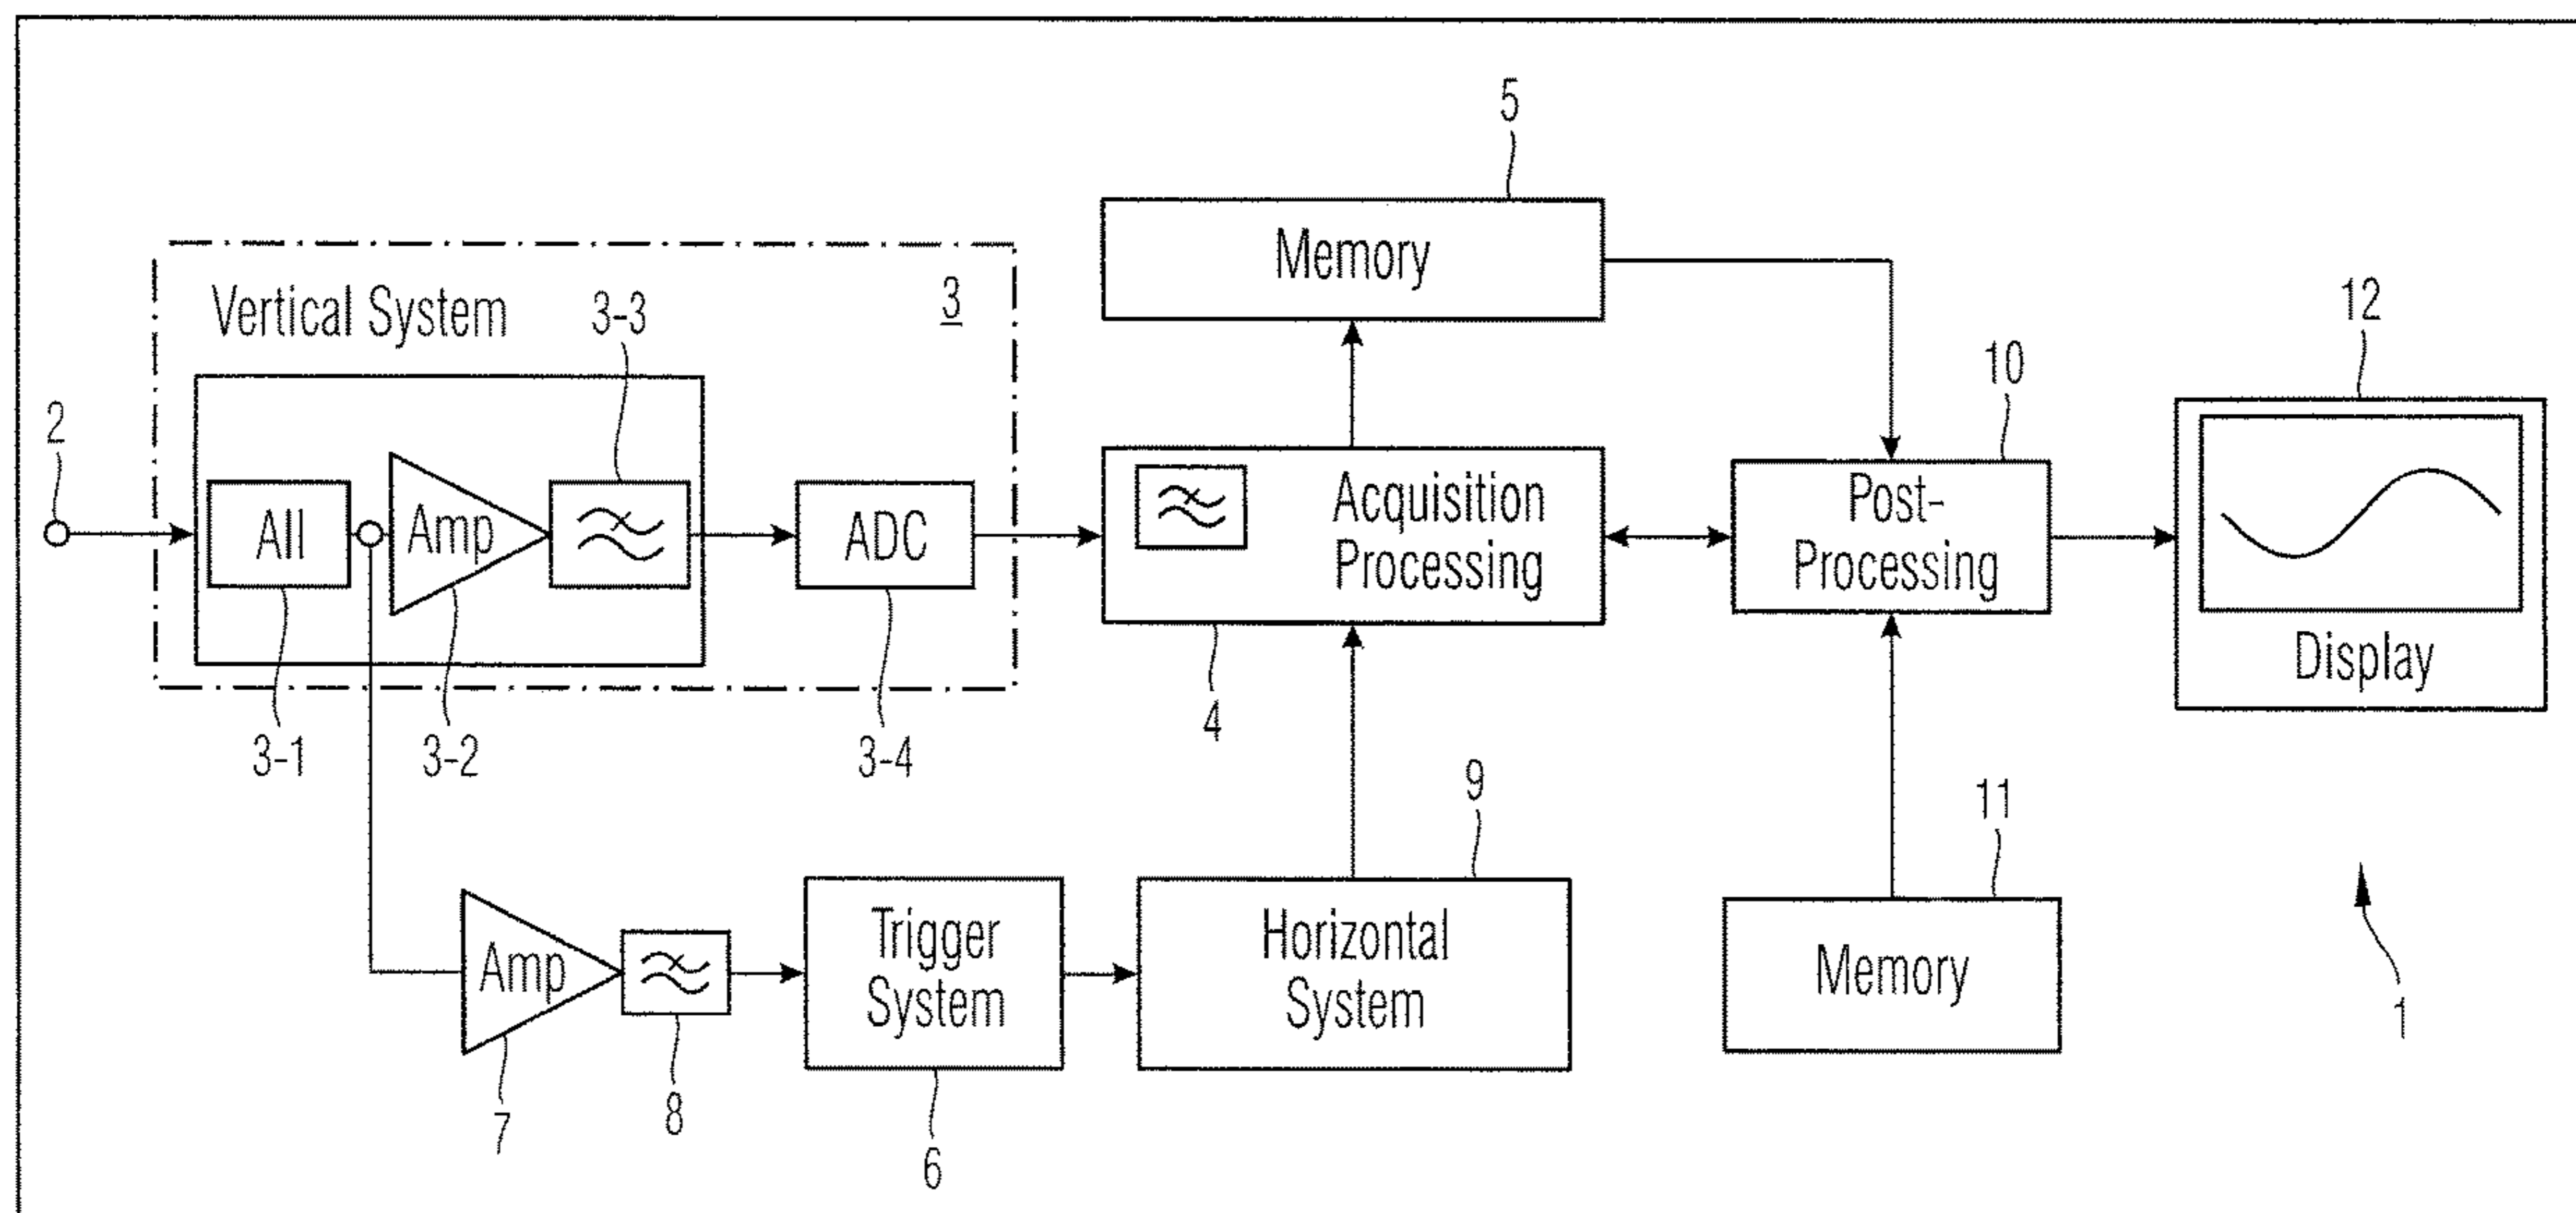 5
Memory
12
Vertical System
3
3-3
10
2
All
Amp
ADC
Acquisition
Processing
Post-
Processing
Display
3-1
3-2
3-4
4
9
11
Amp
Trigger
System
Horizontal
System
Memory
1
7
8
6